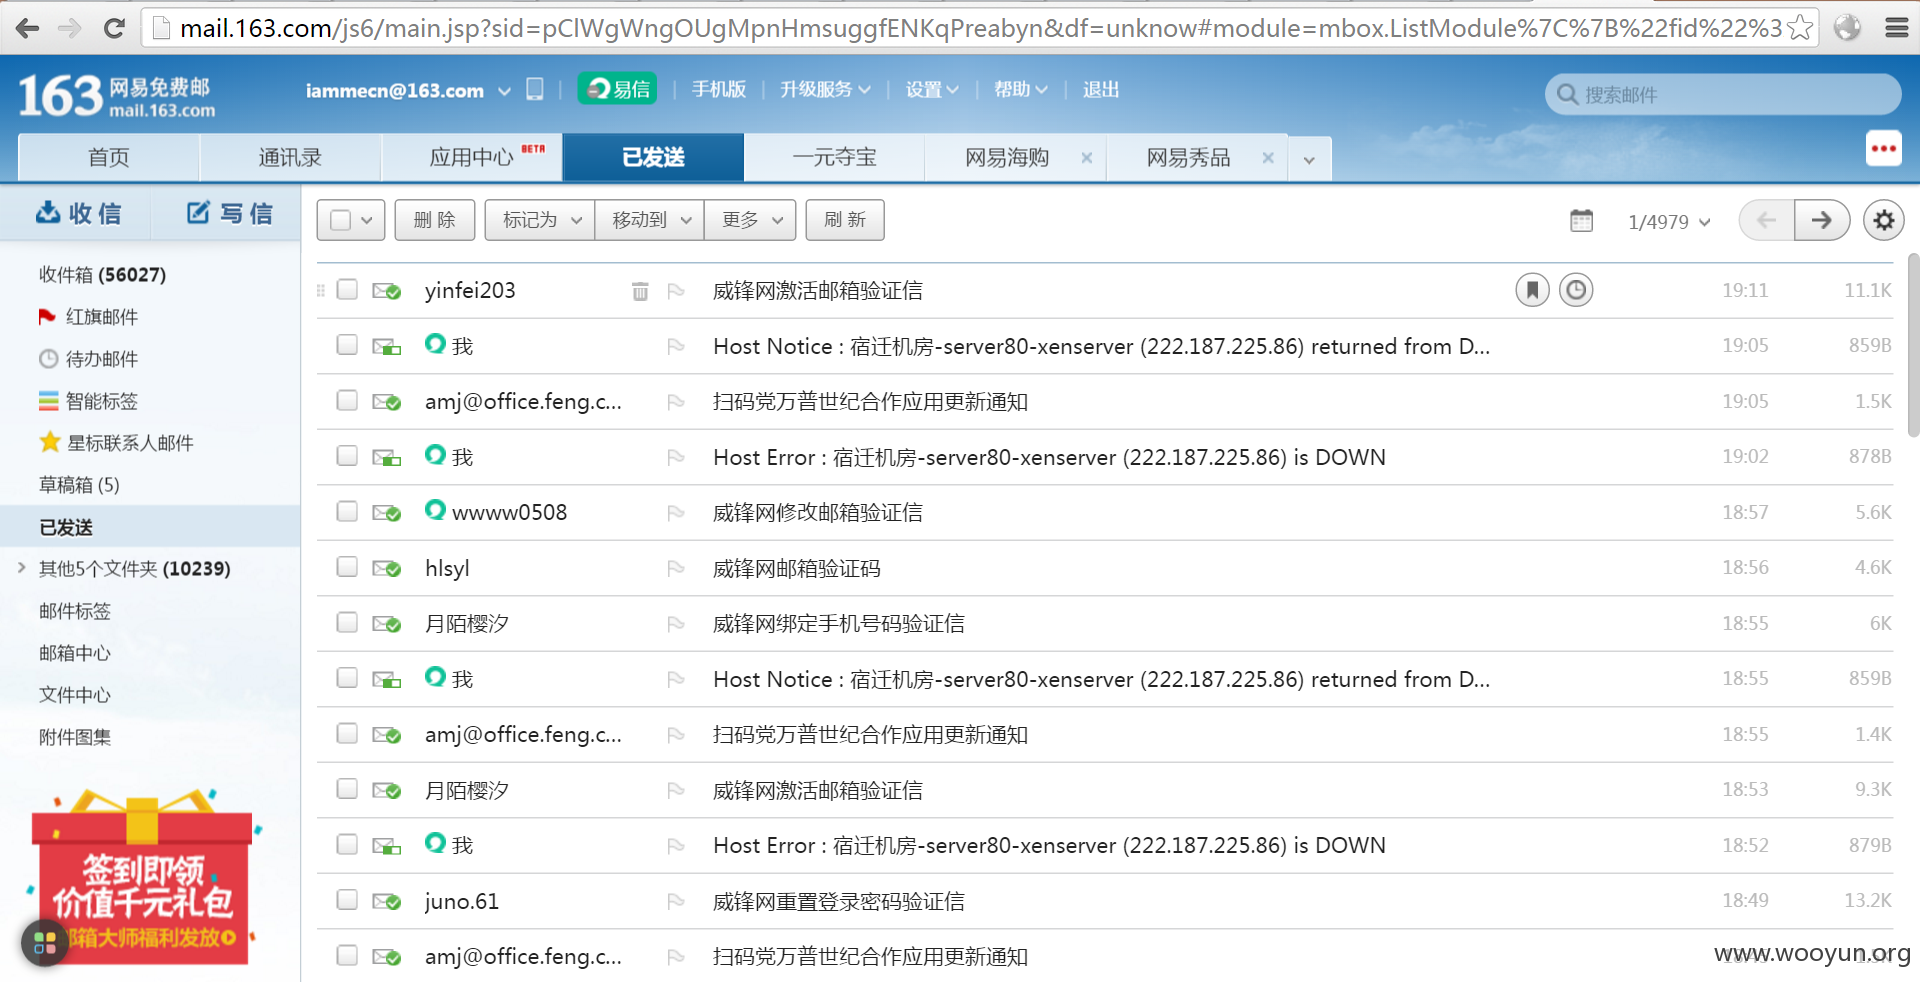 mail.163.com/js6/main.jsp?sid=pClWgWngOUgMpnHmsuggfENKqPreabyn&df=unknow#module=mbox.ListModule%7C%7B%22fid%22%3
163 网易免费邮 mail.163.com
iammecn@163.com 易信 手机版 升级服务 设置 帮助 退出
搜索邮件
首页 通讯录 应用中心 BETA 已发送 一元夺宝 网易海购 网易秀品
收信 写信
删 除 标记为 移动到 更多 刷 新 1/4979
收件箱 (56027)
红旗邮件
待办邮件
智能标签
星标联系人邮件
草稿箱 (5)
已发送
其他5个文件夹 (10239)
邮件标签
邮箱中心
文件中心
附件图集
签到即领
价值千元礼包
邮箱大师福利发放
yinfei203 威锋网激活邮箱验证信 19:11 11.1K
我 Host Notice : 宿迁机房-server80-xenserver (222.187.225.86) returned from D... 19:05 859B
amj@office.feng.c... 扫码党万普世纪合作应用更新通知 19:05 1.5K
我 Host Error : 宿迁机房-server80-xenserver (222.187.225.86) is DOWN 19:02 878B
wwww0508 威锋网修改邮箱验证信 18:57 5.6K
hlsyl 威锋网邮箱验证码 18:56 4.6K
月陌樱汐 威锋网绑定手机号码验证信 18:55 6K
我 Host Notice : 宿迁机房-server80-xenserver (222.187.225.86) returned from D... 18:55 859B
amj@office.feng.c... 扫码党万普世纪合作应用更新通知 18:55 1.4K
月陌樱汐 威锋网激活邮箱验证信 18:53 9.3K
我 Host Error : 宿迁机房-server80-xenserver (222.187.225.86) is DOWN 18:52 879B
juno.61 威锋网重置登录密码验证信 18:49 13.2K
amj@office.feng.c... 扫码党万普世纪合作应用更新通知
www.wooyun.org